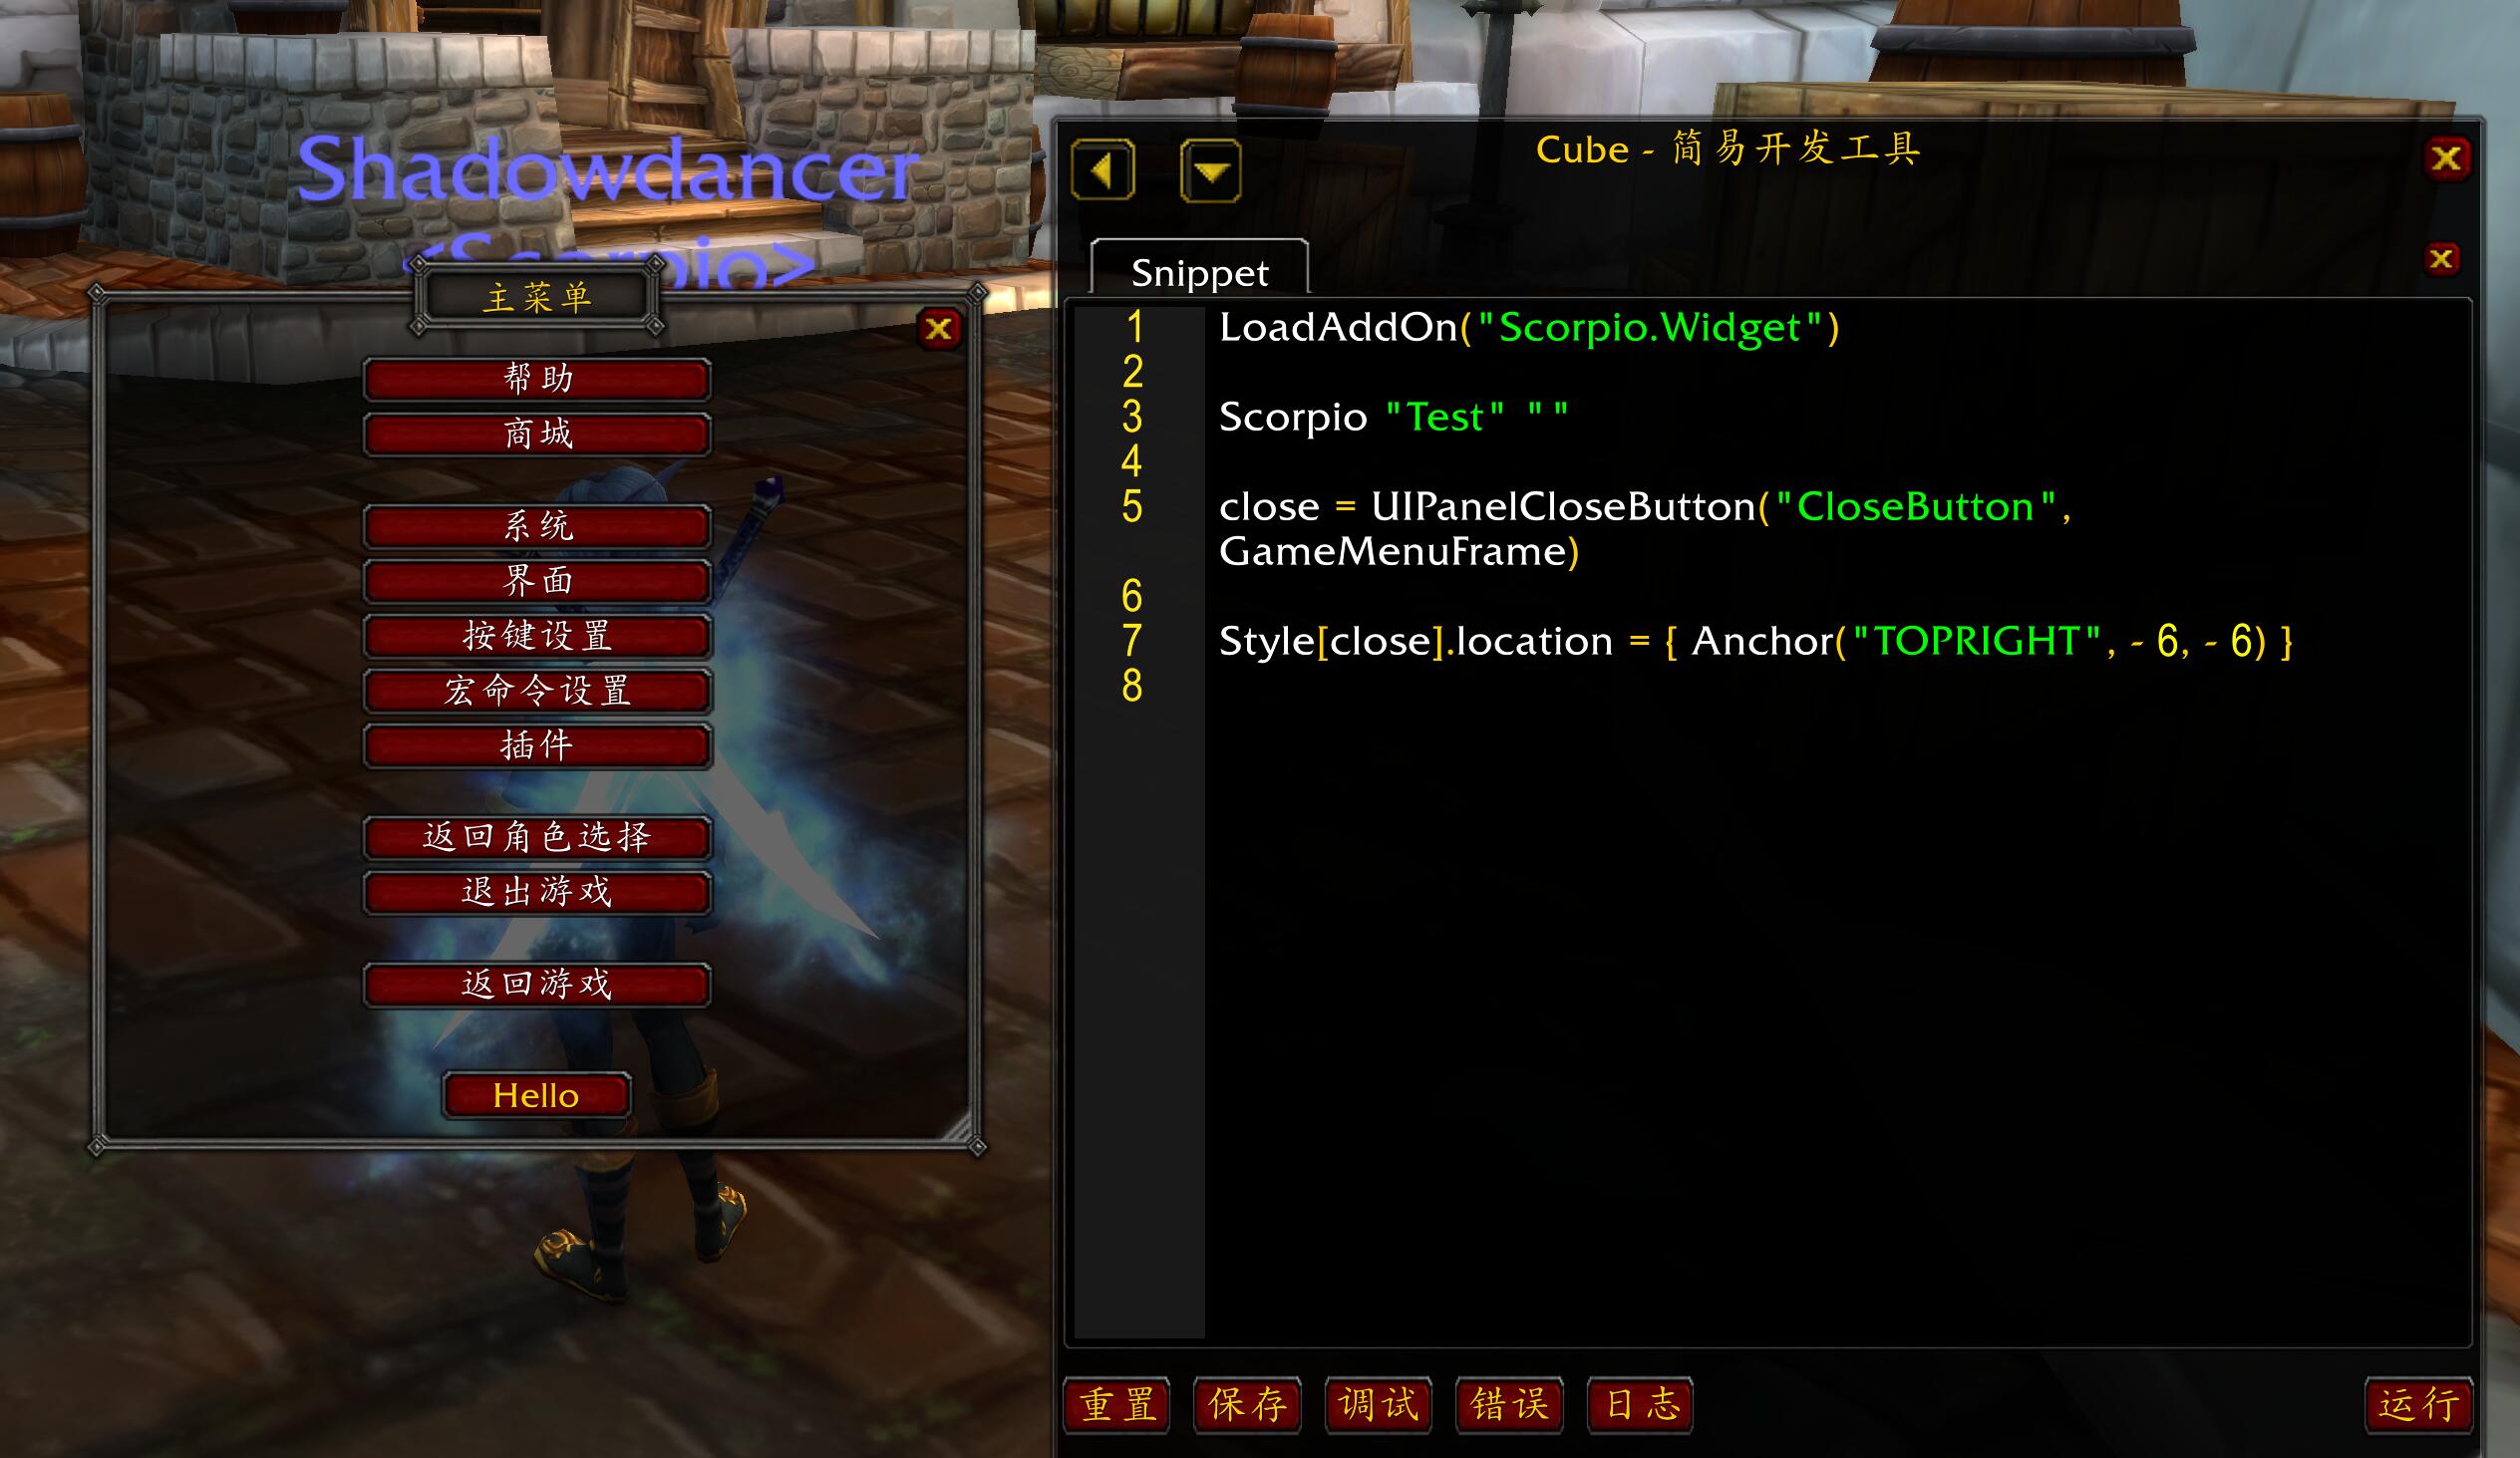 Shadowdancer
<Scorpio>
主菜单
帮助
商城
系统
界面
按键设置
宏命令设置
插件
返回角色选择
退出游戏
返回游戏
Hello
Cube - 简易开发工具
Snippet
1 LoadAddOn("Scorpio.Widget")
2
3 Scorpio "Test" ""
4
5 close = UIPanelCloseButton("CloseButton",
GameMenuFrame)
6
7 Style[close].location = { Anchor("TOPRIGHT", - 6, - 6) }
8
重置 保存 调试 错误 日志 运行